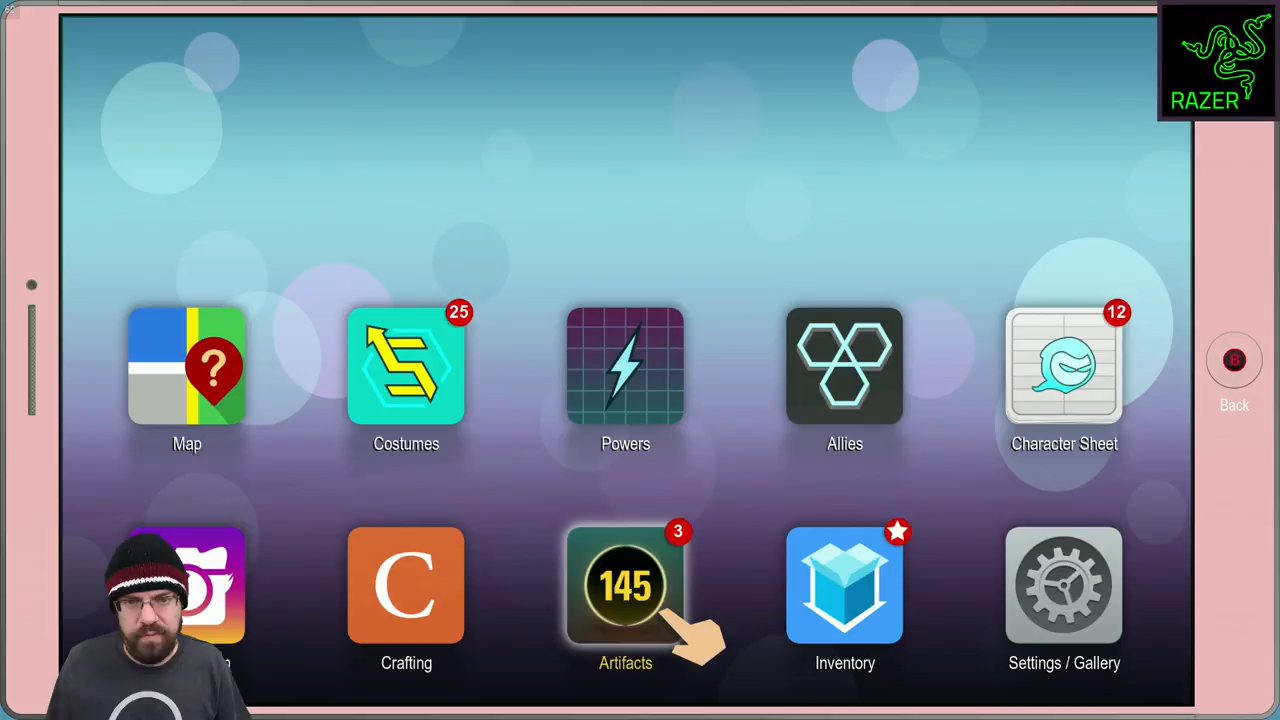 RAZER
25
12
?
Map
Costumes
Powers
Allies
Character Sheet
B
Back
3
C
145
Crafting
Artifacts
Inventory
Settings / Gallery